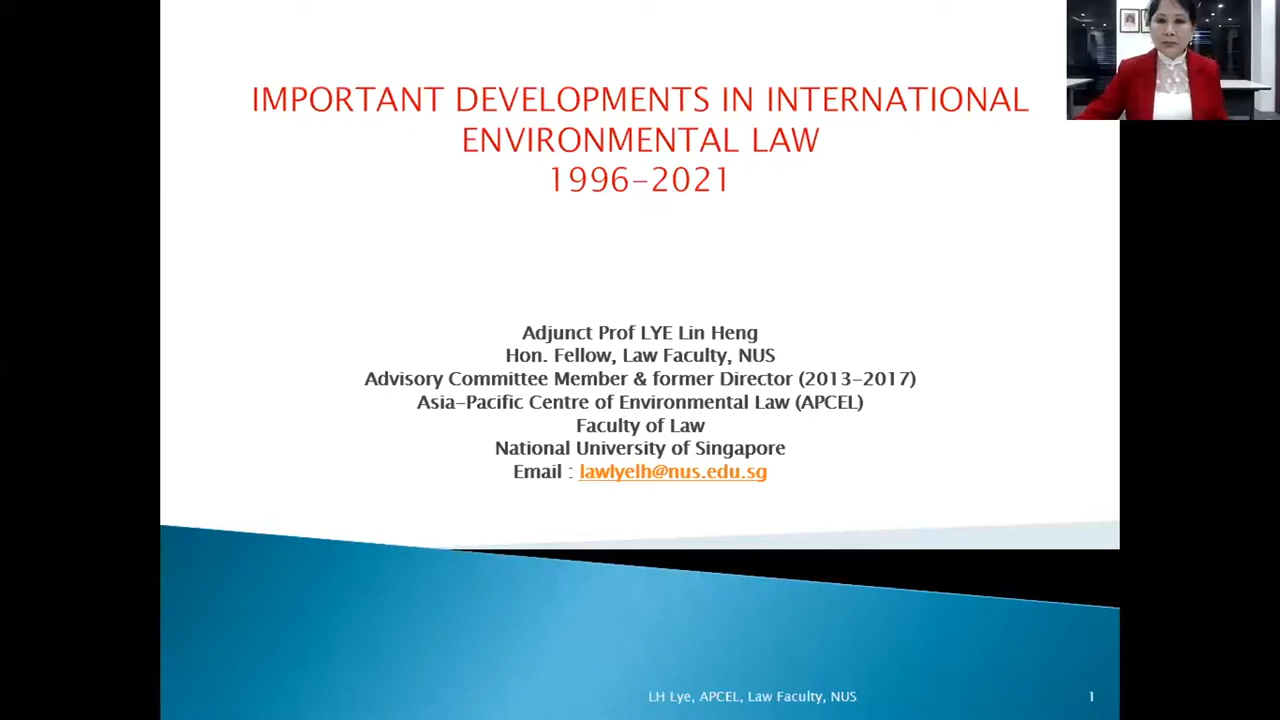 IMPORTANT DEVELOPMENTS IN INTERNATIONAL
ENVIRONMENTAL LAW
1996-2021
Adjunct Prof LYE Lin Heng
Hon. Fellow, Law Faculty, NUS
Advisory Committee Member & former Director (2013-2017)
Asia-Pacific Centre of Environmental Law (APCEL)
Faculty of Law
National University of Singapore
Email : lawlyelh@nus.edu.sg
LH Lye, APCEL, Law Faculty, NUS
1